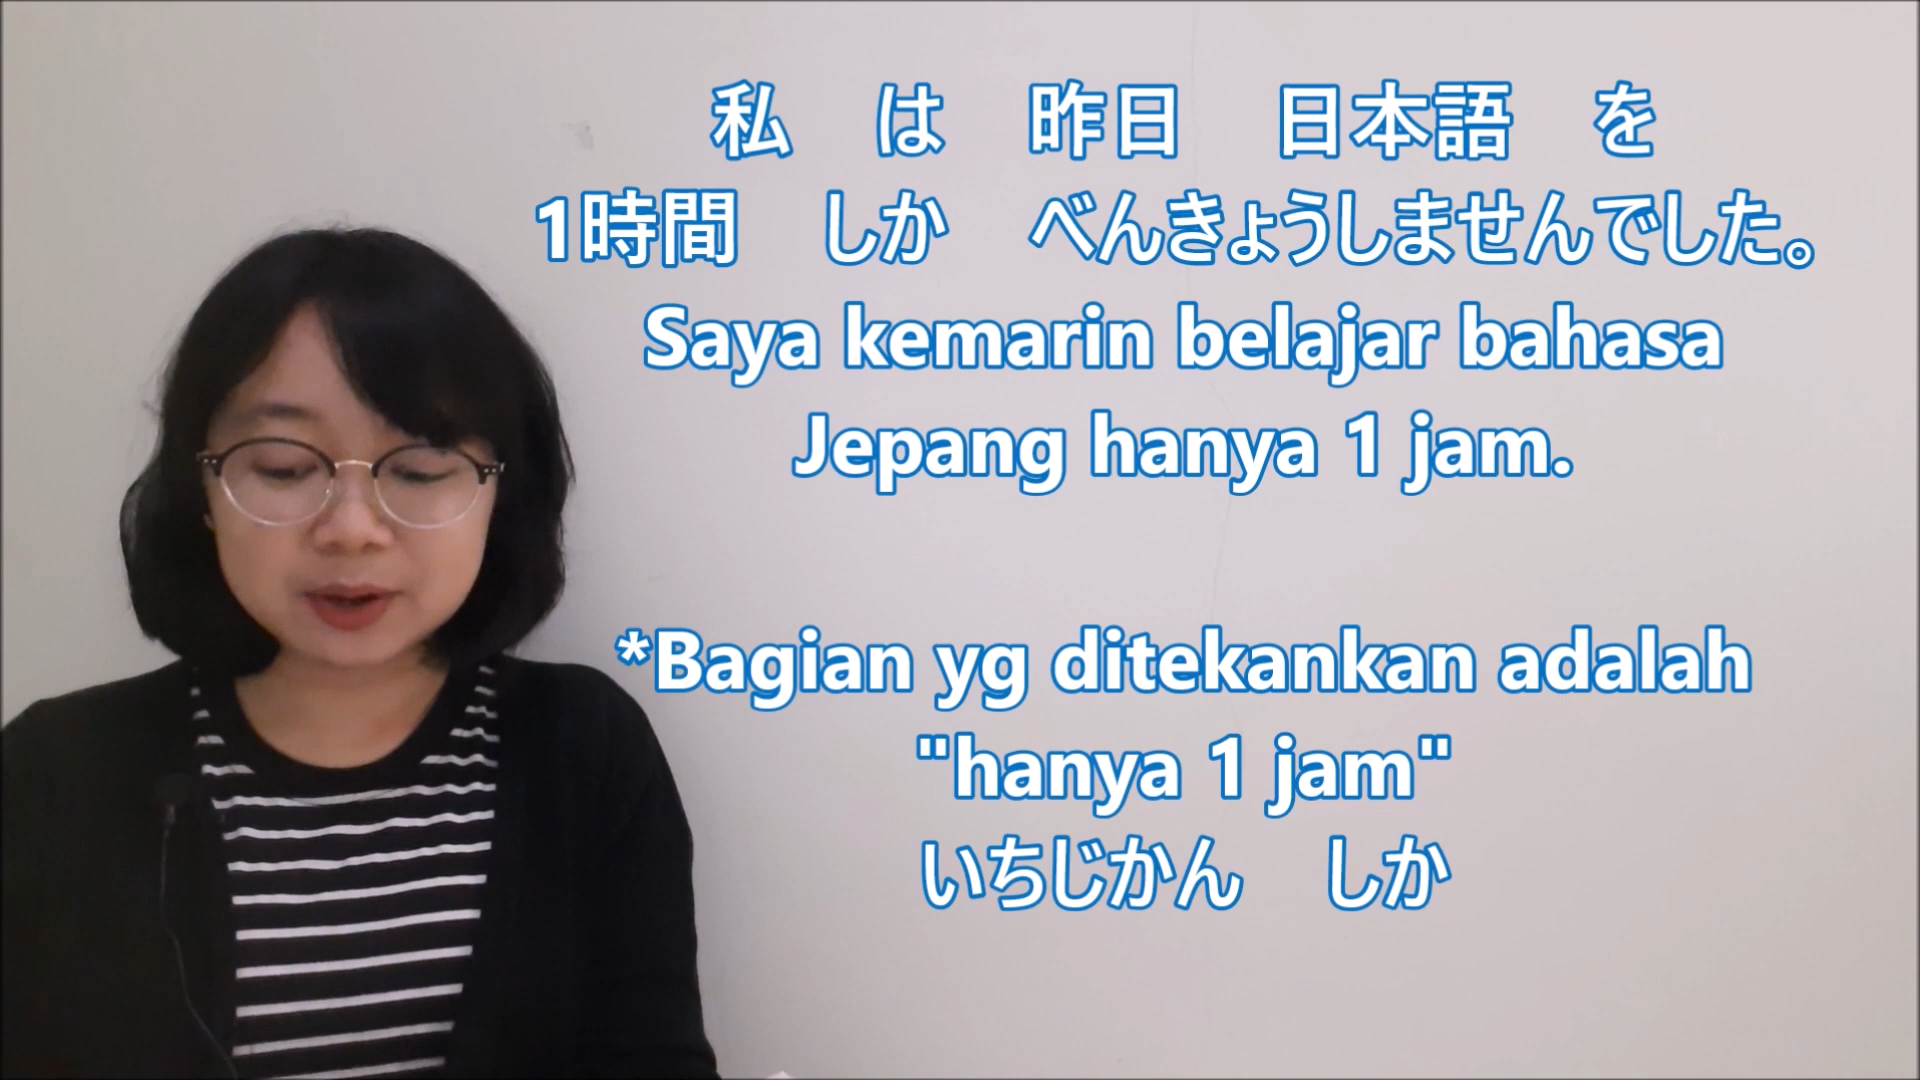 私　は　昨日　日本語　を
1時間　しか　べんきょうしませんでした。
Saya kemarin belajar bahasa
Jepang hanya 1 jam.
*Bagian yg ditekankan adalah
"hanya 1 jam"
いちじかん　しか